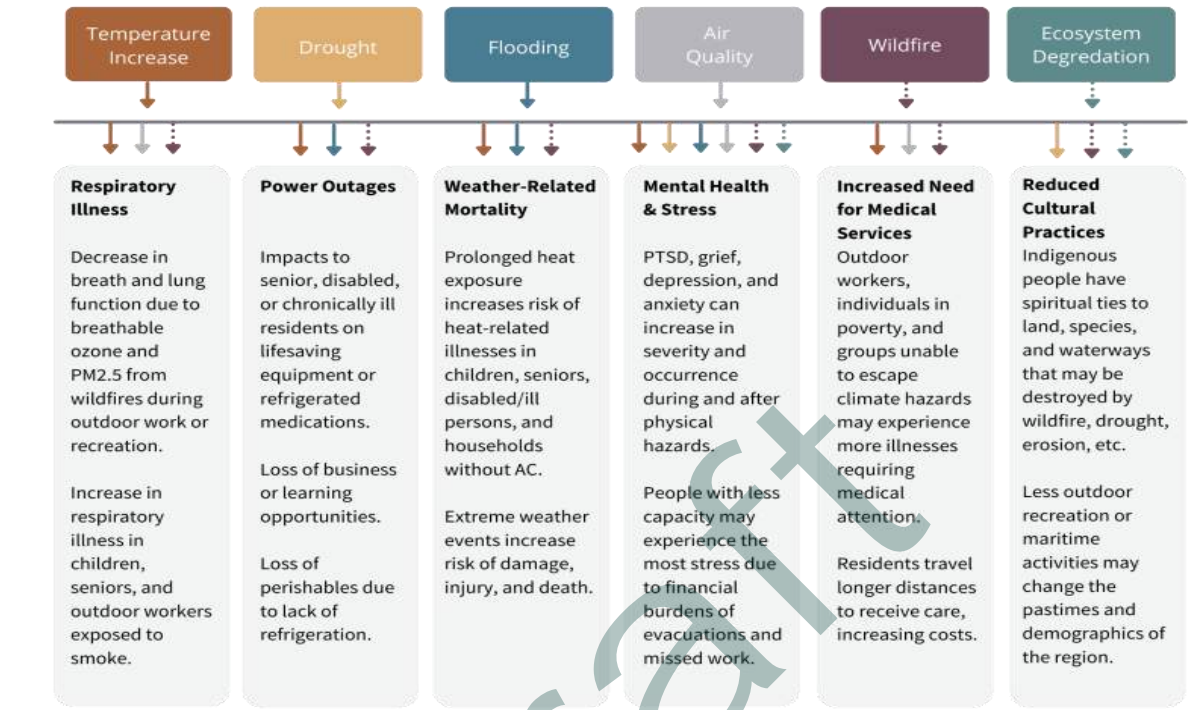 Temperature
Increase
Drought
Flooding
Air
Quality
Wildfire
Ecosystem
Degredation
Respiratory
Illness
Decrease in
breath and lung
function due to
breathable
ozone and
PM2.5 from
wildfires during
outdoor work or
recreation.
Increase in
respiratory
illness in
children,
seniors, and
outdoor workers
exposed to
smoke.
Power Outages
Impacts to
senior, disabled,
or chronically ill
residents on
lifesaving
equipment or
refrigerated
medications.
Loss of business
or learning
opportunities.
Loss of
perishables due
to lack of
refrigeration.
Weather-Related
Mortality
Prolonged heat
exposure
increases risk of
heat-related
illnesses in
children, seniors,
disabled/ill
persons, and
households
without AC.
Extreme weather
events increase
risk of damage,
injury, and death.
Mental Health
& Stress
PTSD, grief,
depression, and
anxiety can
increase in
severity and
occurrence
during and after
physical
hazards.
People with less
capacity may
experience the
most stress due
to financial
burdens of
evacuations and
missed work.
Increased Need
for Medical
Services
Outdoor
workers,
individuals in
poverty, and
groups unable
to escape
climate hazards
may experience
more illnesses
requiring
medical
attention.
Residents travel
longer distances
to receive care,
increasing costs.
Reduced
Cultural
Practices
Indigenous
people have
spiritual ties to
land, species,
and waterways
that may be
destroyed by
wildfire, drought,
erosion, etc.
Less outdoor
recreation or
maritime
activities may
change the
pastimes and
demographics of
the region.